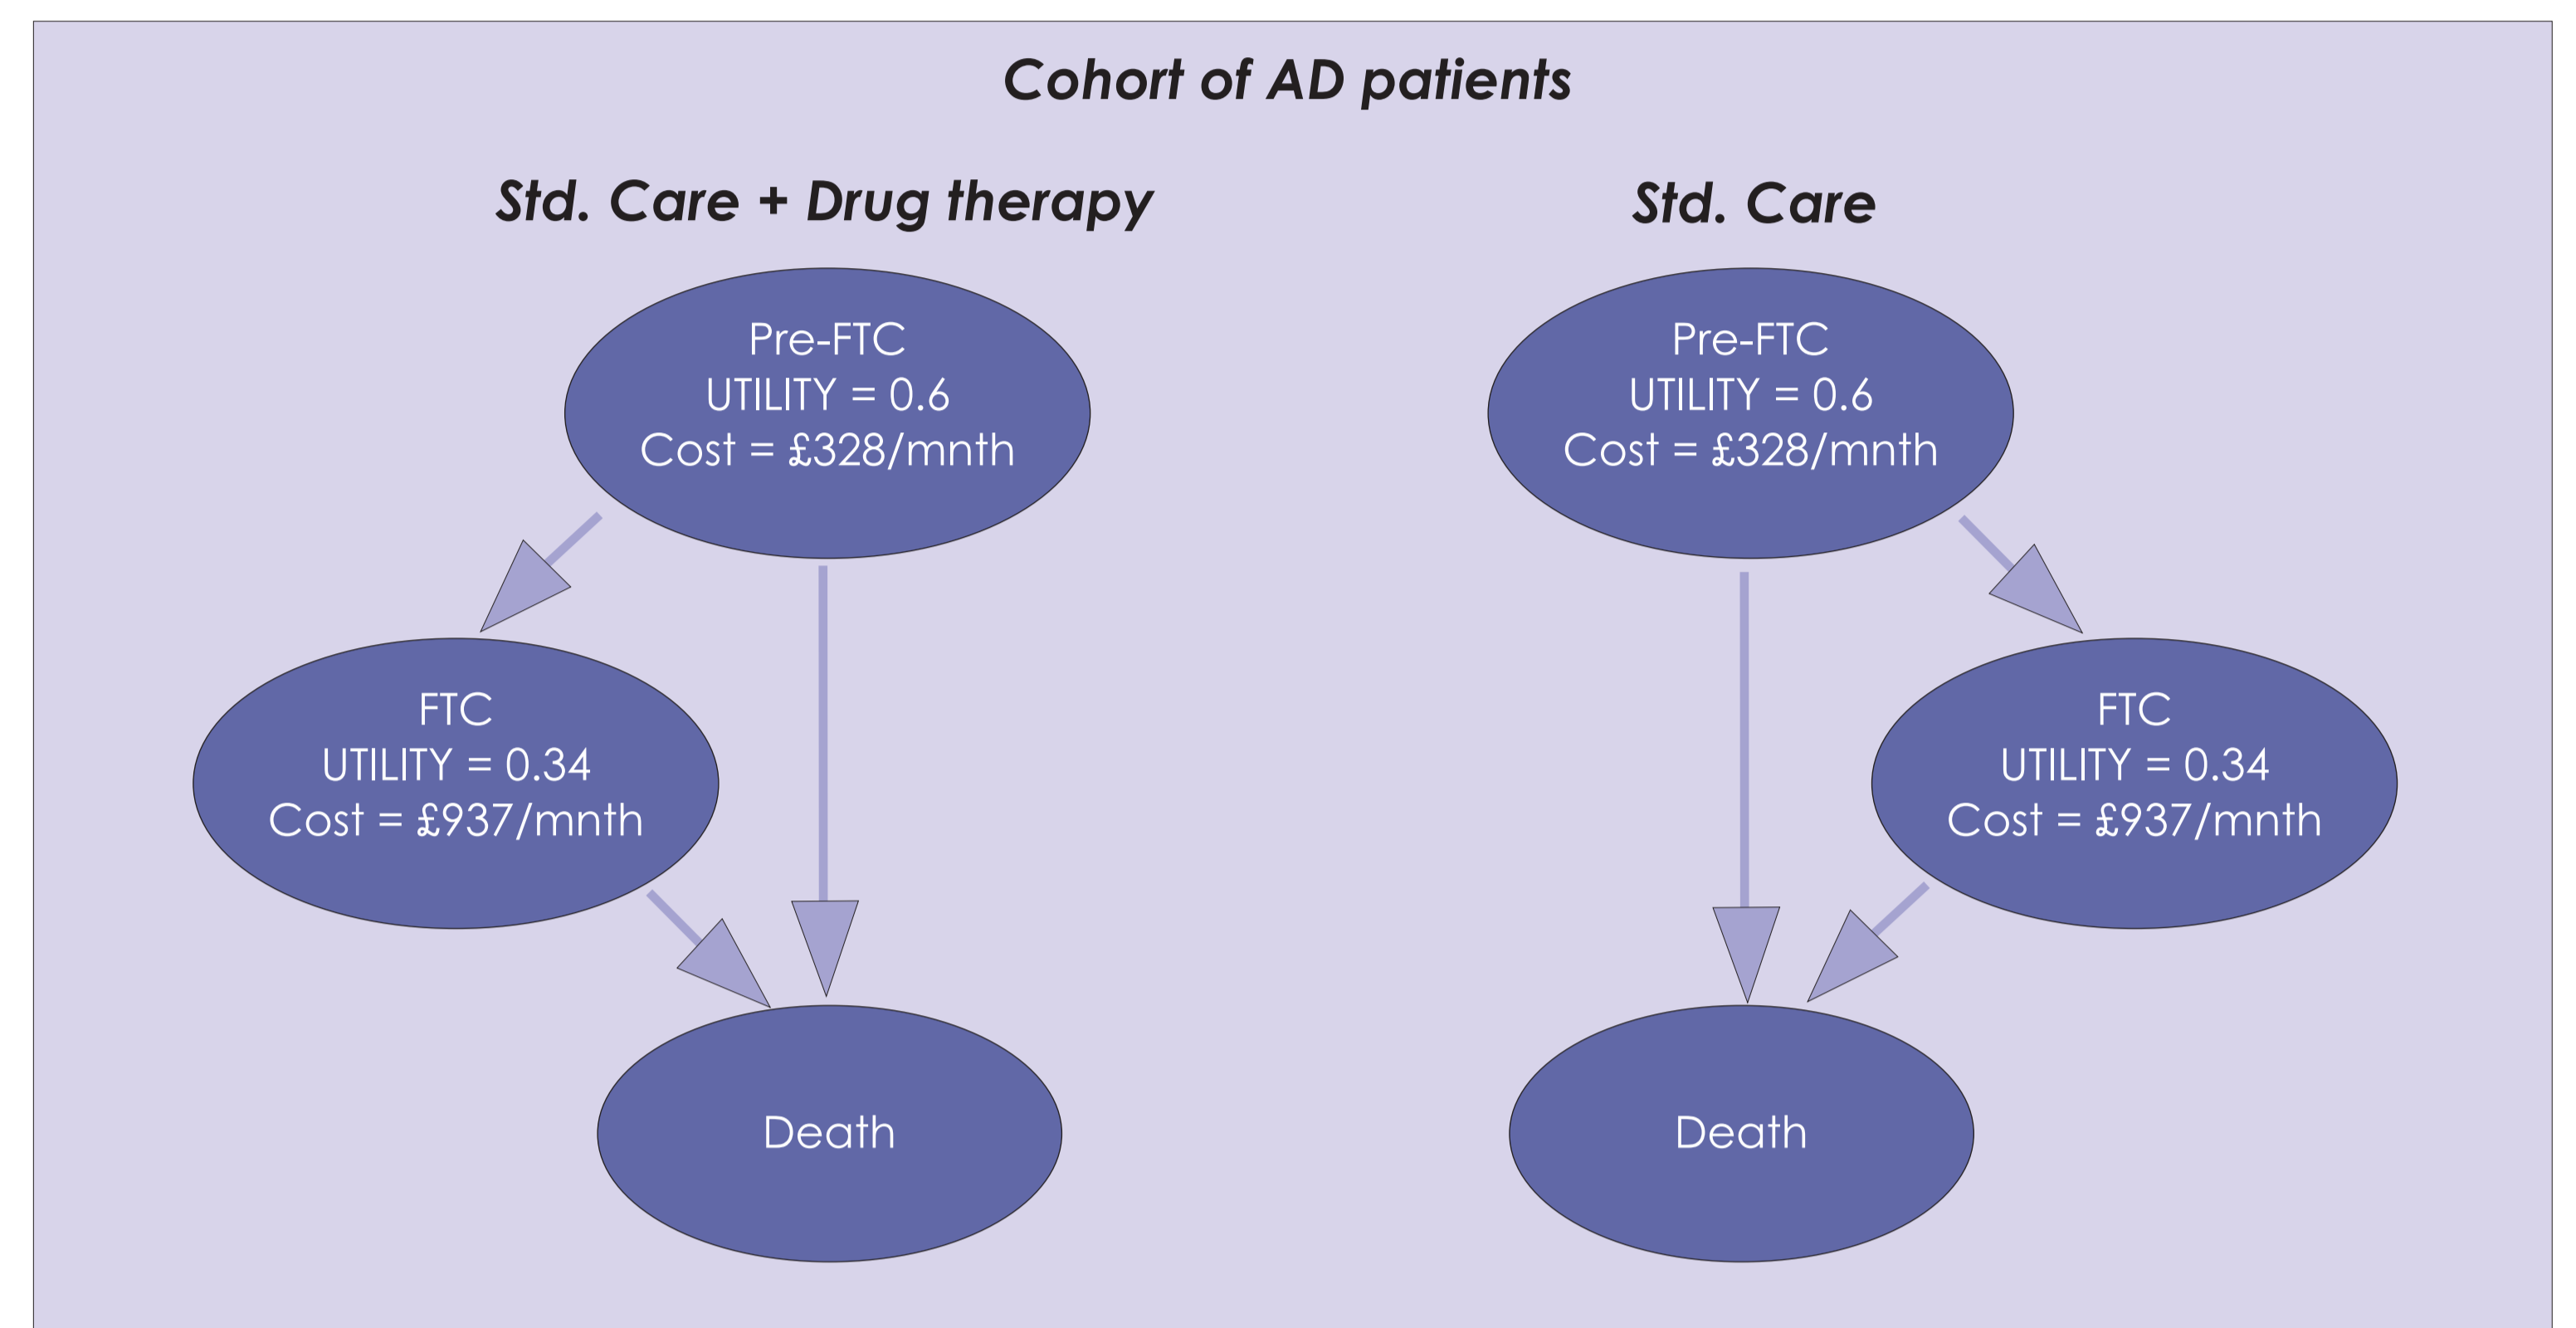 Cohort of AD patients
Std. Care + Drug therapy
Std. Care
Pre-FTC
UTILITY = 0.6
Cost = £328/mnth
Pre-FTC
UTILITY = 0.6
Cost = £328/mnth
FTC
UTILITY = 0.34
Cost = £937/mnth
FTC
UTILITY = 0.34
Cost = £937/mnth
Death
Death